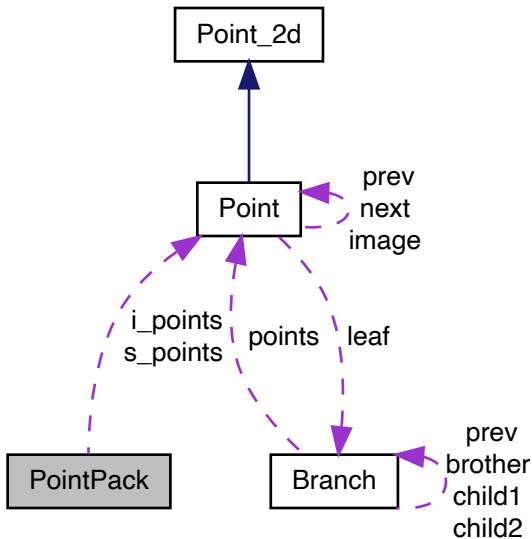 Point_2d
Point
prev
next
image
i_points
s_points
points
leaf
PointPack
Branch
prev
brother
child1
child2